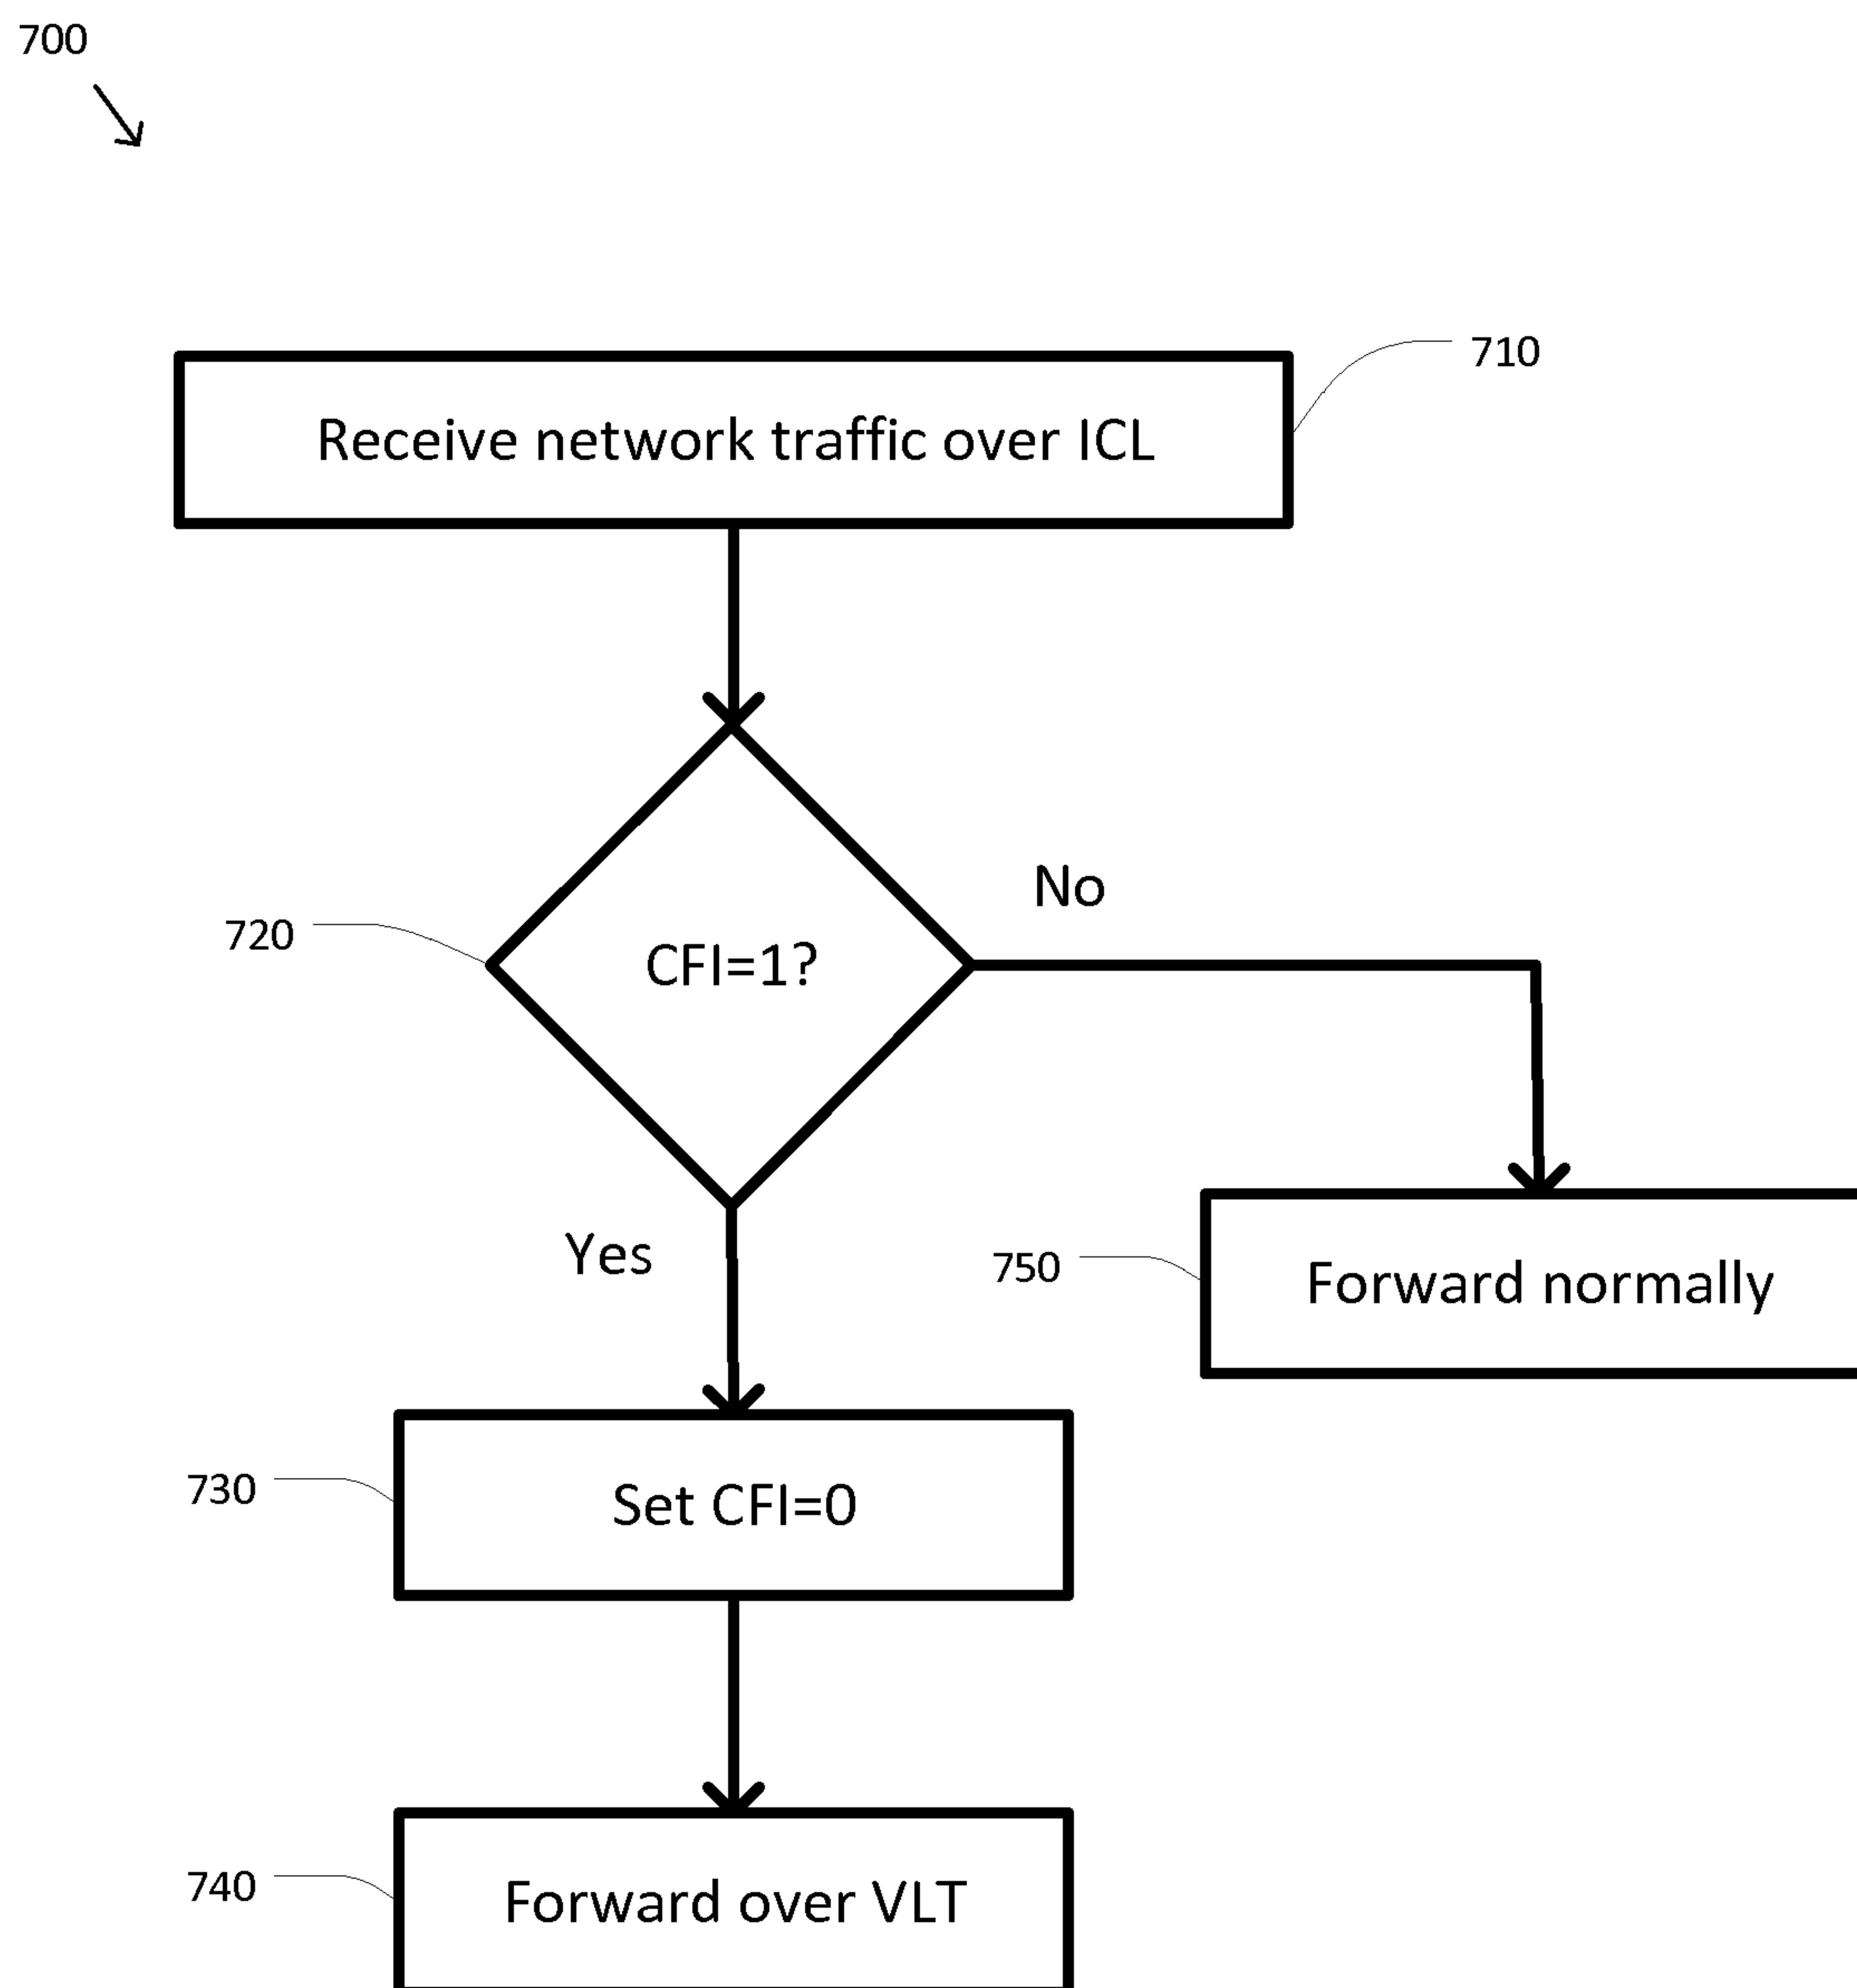 700
710
Receive network traffic over ICL
No
720
CFI=1?
Yes
750
Forward normally
730
Set CFI=0
740
Forward over VLT